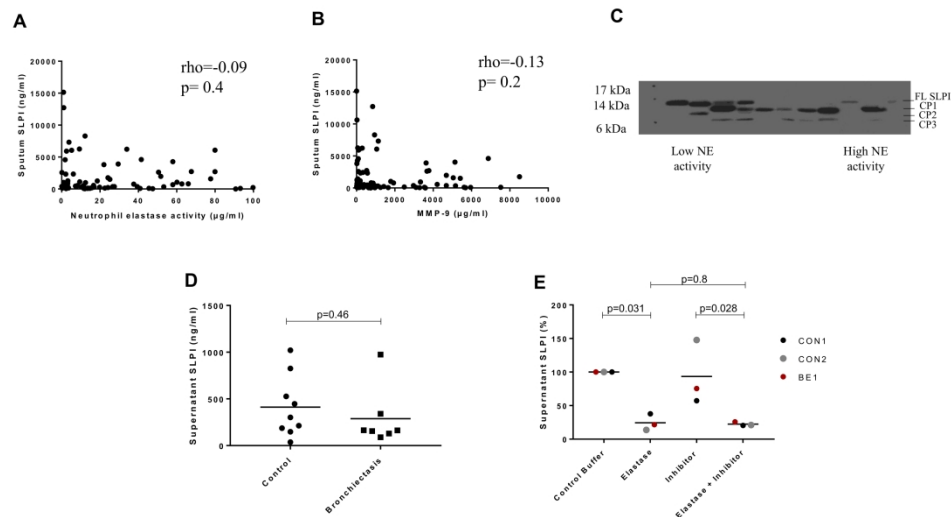 A
Sputum SLPI (ng/ml)
20000
15000
10000
5000
0
0 20 40 60 80 100
Neutrophil elastase activity (µg/ml)
rho=-0.09
p= 0.4
B
Sputum SLPI (ng/ml)
20000
15000
10000
5000
0
0 2000 4000 6000 8000 10000
MMP-9 (µg/ml)
rho=-0.13
p= 0.2
C
17 kDa
14 kDa
6 kDa
FL SLPI
CP1
CP2
CP3
Low NE
activity
High NE
activity
D
Supernatant SLPI (ng/ml)
1500
1000
500
0
p=0.46
Control
Bronchiectasis
E
Supernatant SLPI (%)
200
150
100
50
0
p=0.8
p=0.031
p=0.028
Control Buffer
Elastase
Inhibitor
Elastase + Inhibitor
CON1
CON2
BE1